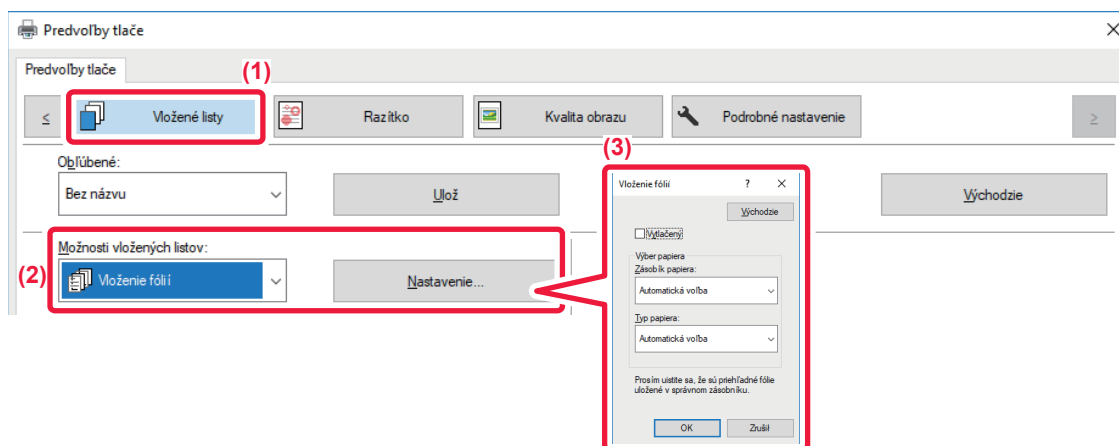 Predvoľby tlače
Predvoľby tlače
(1)
<
Vložené listy
Razítko
Kvalita obrazu
Podrobné nastavenie
>
(3)
Obľúbené:
Bez názvu
Ulož
Východzie
Možnosti vložených listov:
(2)
Vloženie fólií
Nastavenie...
Vloženie fólií
?
Východzie
Vytlačený
Výber papiera
Zásobík papiera:
Automatická voľba
Typ papiera:
Automatická voľba
Prosím uistite sa, že sú priehľadné fólie
uložené v správnom zásobníku.
OK
Zrušiť